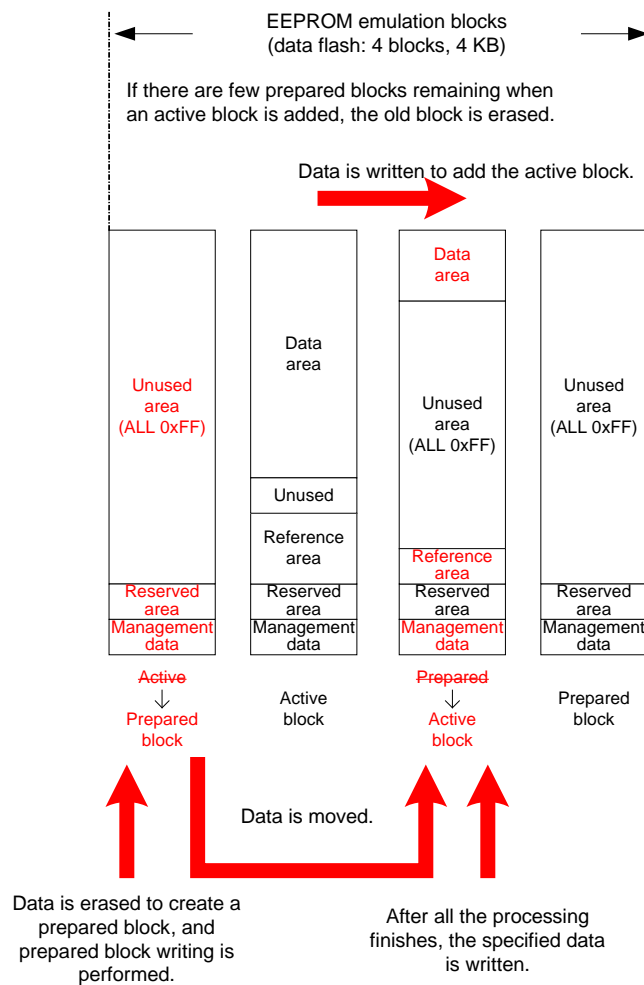 EEPROM emulation blocks
(data flash: 4 blocks, 4 KB)
If there are few prepared blocks remaining when
an active block is added, the old block is erased.
Data is written to add the active block.
Unused
area
(ALL 0xFF)
Reserved
area
Management
data
Data
area
Unused
Reference
area
Reserved
area
Management
data
Data
area
Unused
area
(ALL 0xFF)
Reference
area
Reserved
area
Management
data
Unused
area
(ALL 0xFF)
Reserved
area
Management
data
Active
↓
Prepared
block
Active
block
Prepared
↓
Active
block
Prepared
block
Data is moved.
Data is erased to create a
prepared block, and
prepared block writing is
performed.
After all the processing
finishes, the specified data
is written.